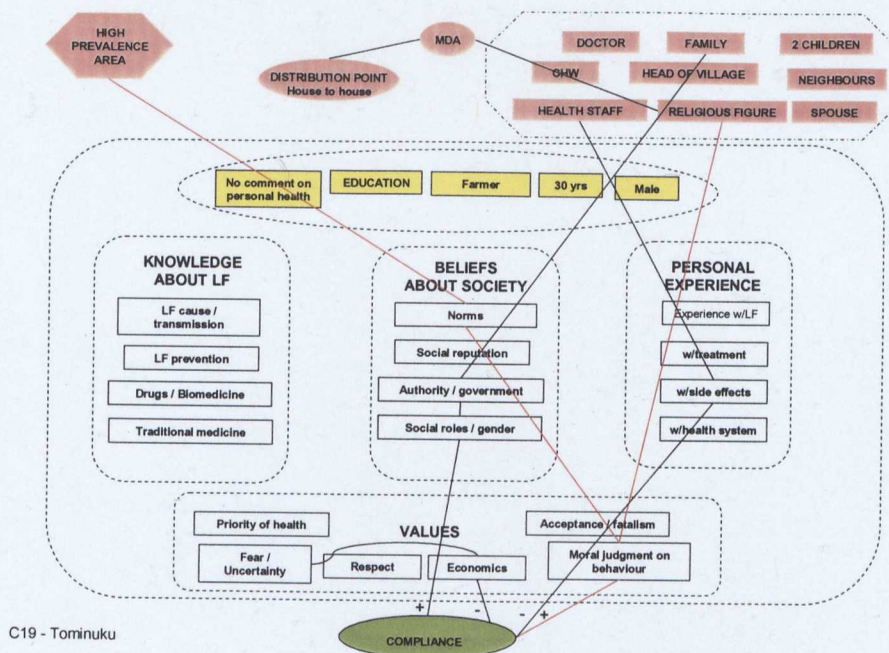 HIGH
PREVALENCE
AREA
MDA
DISTRIBUTION POINT
House to house
DOCTOR
FAMILY
2 CHILDREN
CHW
HEAD OF VILLAGE
NEIGHBOURS
HEALTH STAFF
RELIGIOUS FIGURE
SPOUSE
No comment on
personal health
EDUCATION
Farmer
30 yrs
Male
KNOWLEDGE
ABOUT LF
LF cause /
transmission
LF prevention
Drugs / Biomedicine
Traditional medicine
BELIEFS
ABOUT SOCIETY
Norms
Social reputation
Authority / government
Social roles / gender
PERSONAL
EXPERIENCE
Experience w/LF
w/treatment
w/side effects
w/health system
Priority of health
VALUES
Acceptance / fatalism
Fear /
Uncertainty
Respect
Economics
Moral judgment on
behaviour
+ - - +
COMPLIANCE
C19 - Tominuku